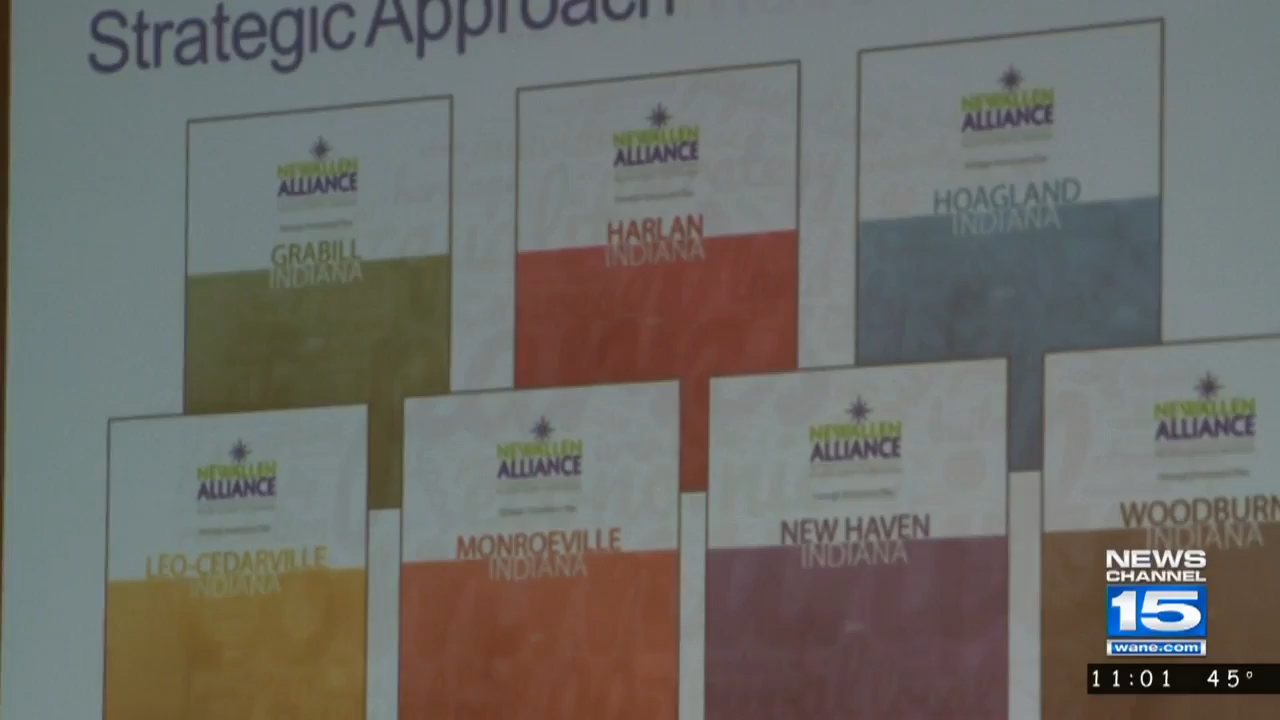 Strategic Approach
NEWALLEN
ALLIANCE
GRABILL
INDIANA
NEWALLEN
ALLIANCE
HARLAN
INDIANA
NEWALLEN
ALLIANCE
HOAGLAND
INDIANA
NEWALLEN
ALLIANCE
LEO-CEDARVILLE
INDIANA
NEWALLEN
ALLIANCE
MONROEVILLE
INDIANA
NEWALLEN
ALLIANCE
NEW HAVEN
INDIANA
NEWALLEN
ALLIANCE
WOODBURN
INDIANA
NEWS
CHANNEL
15
wane.com
11:01 45°